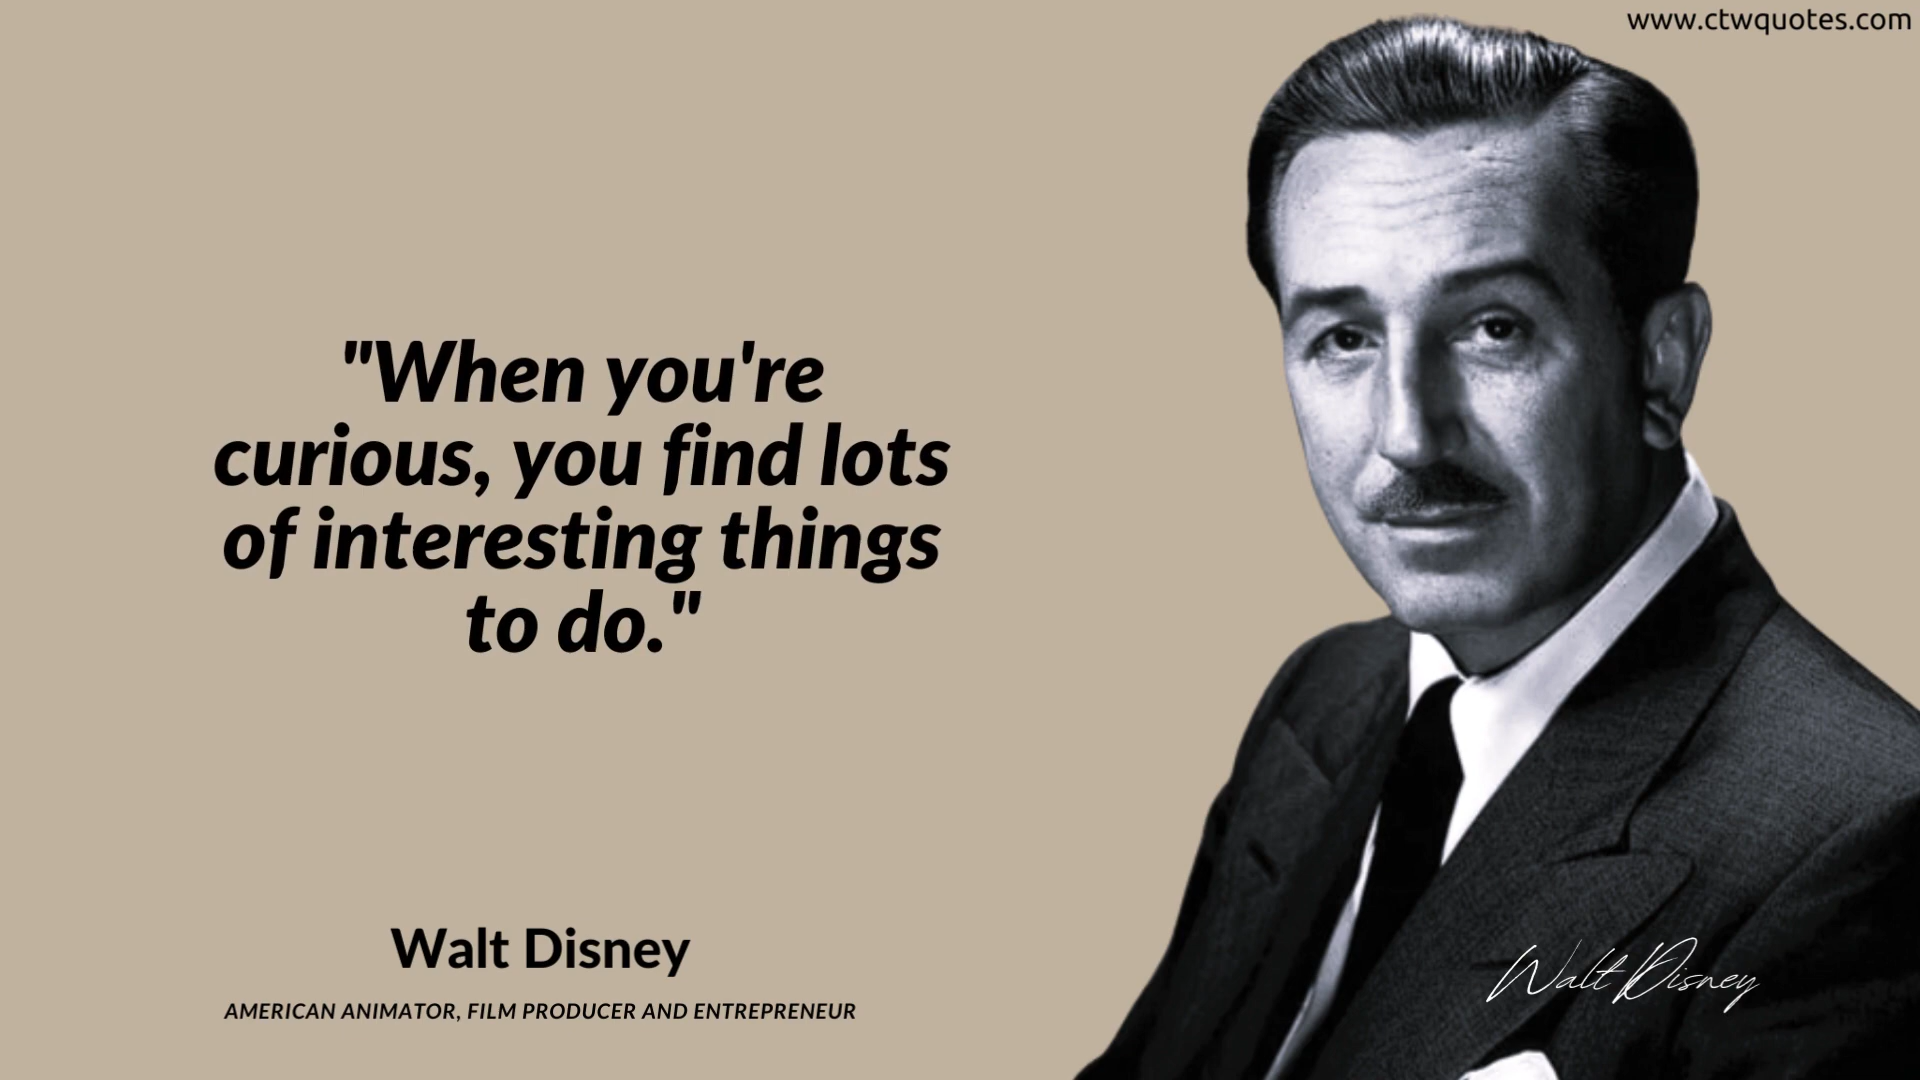 www.ctwquotes.com
"When you're
curious, you find lots
of interesting things
to do."
Walt Disney
AMERICAN ANIMATOR, FILM PRODUCER AND ENTREPRENEUR
Walt Disney